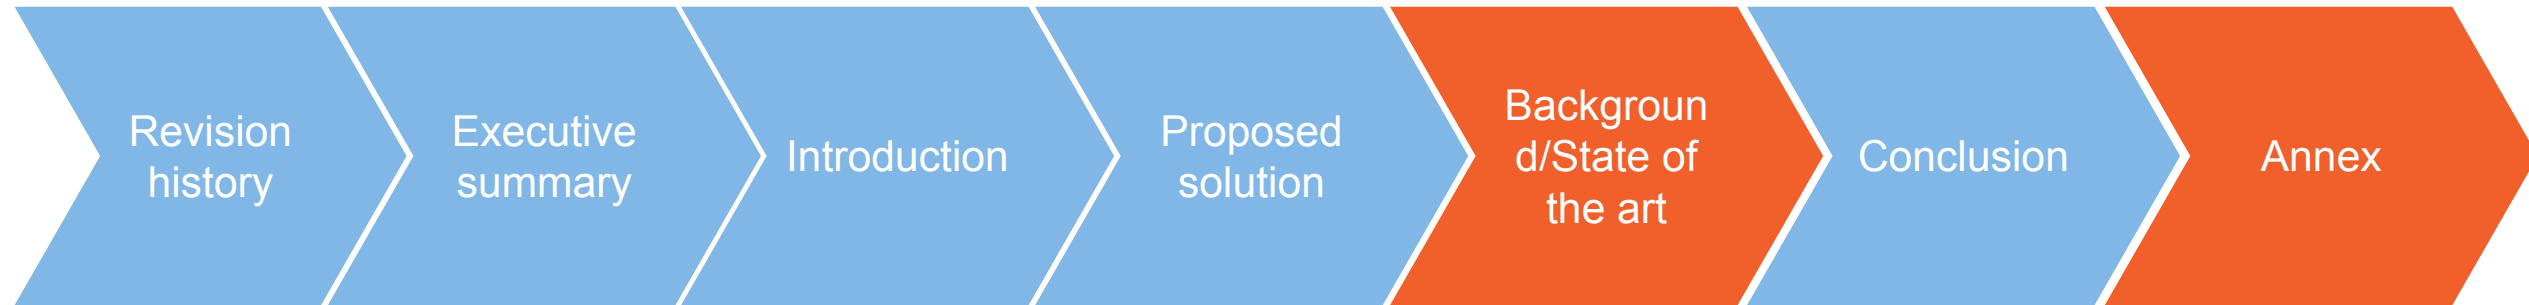 Revision
history
Executive
summary
Introduction
Proposed
solution
Backgroun
d/State of
the art
Conclusion
Annex